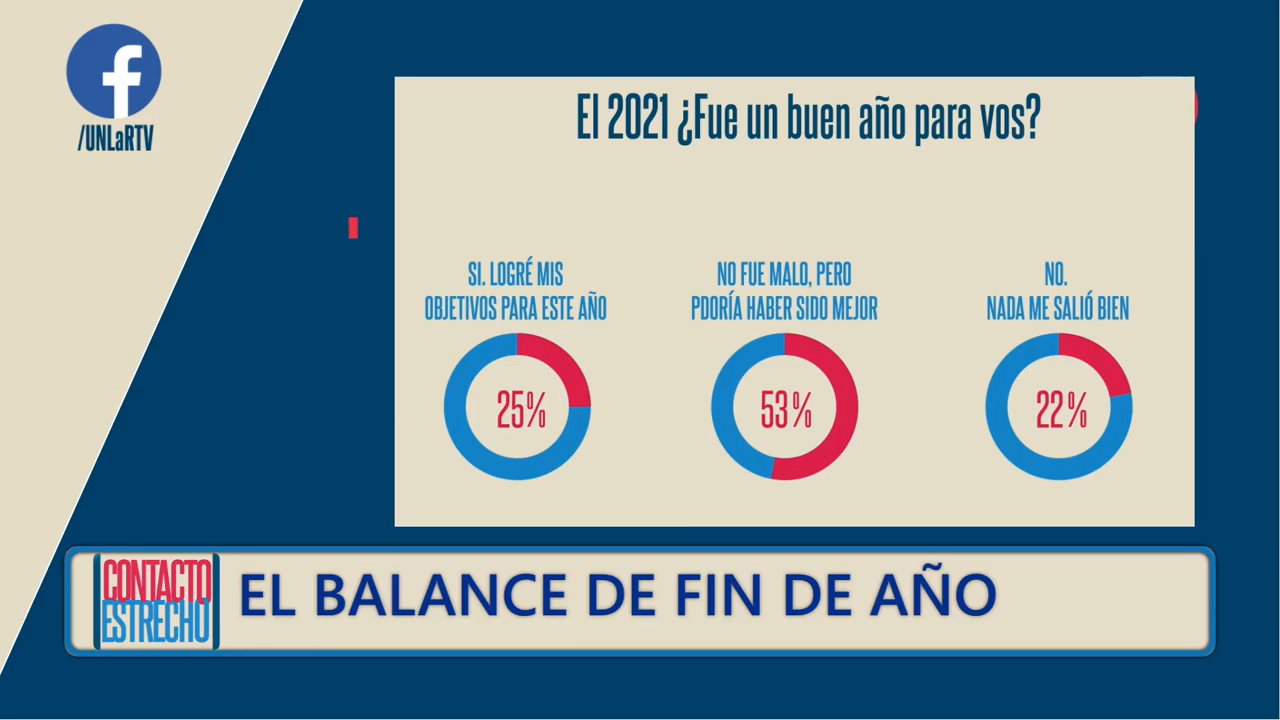 /UNLaRTV
El 2021 ¿Fue un buen año para vos?
SI. LOGRÉ MIS
OBJETIVOS PARA ESTE AÑO
25%
NO FUE MALO, PERO
PDORÍA HABER SIDO MEJOR
53%
NO.
NADA ME SALIÓ BIEN
22%
CONTACTO
ESTRECHO
EL BALANCE DE FIN DE AÑO